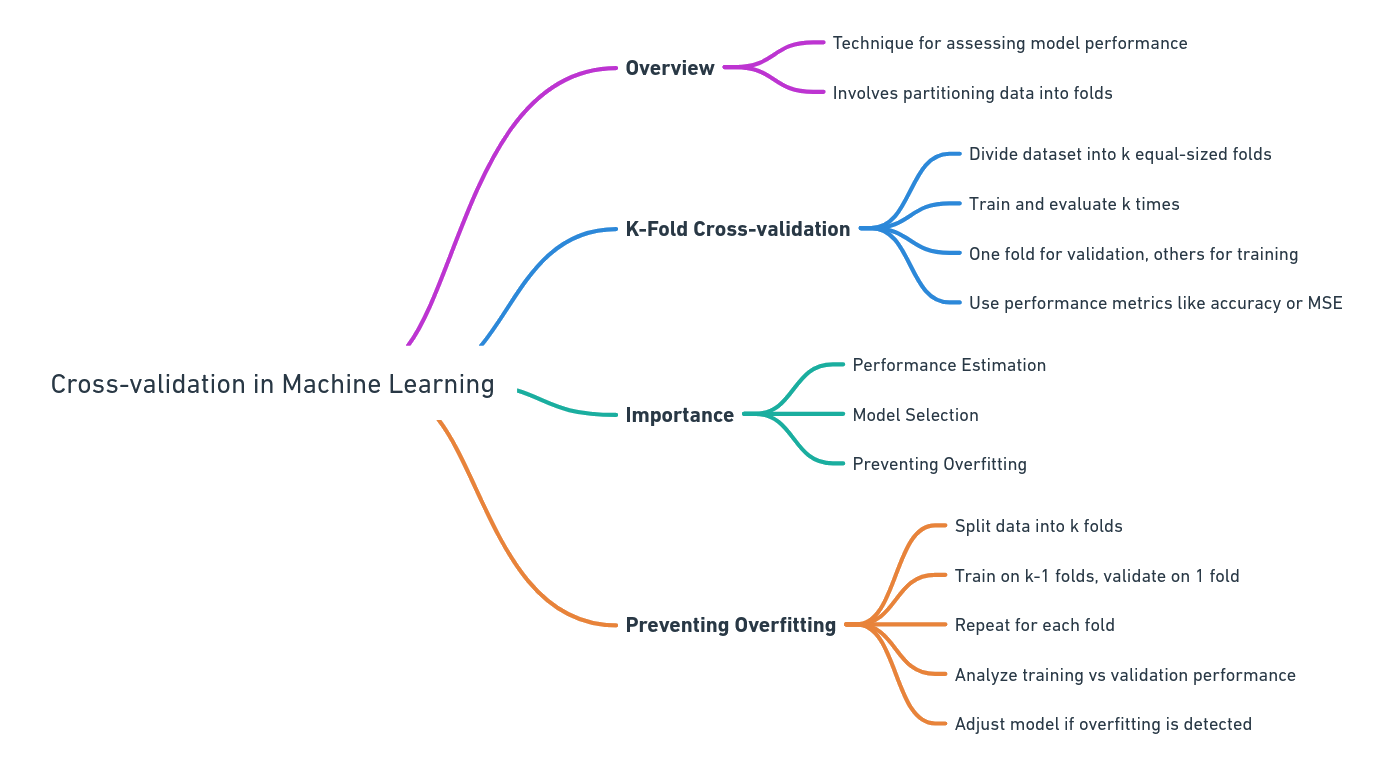 Cross-validation in Machine Learning
Overview
Technique for assessing model performance
Involves partitioning data into folds
K-Fold Cross-validation
Divide dataset into k equal-sized folds
Train and evaluate k times
One fold for validation, others for training
Use performance metrics like accuracy or MSE
Importance
Performance Estimation
Model Selection
Preventing Overfitting
Preventing Overfitting
Split data into k folds
Train on k-1 folds, validate on 1 fold
Repeat for each fold
Analyze training vs validation performance
Adjust model if overfitting is detected